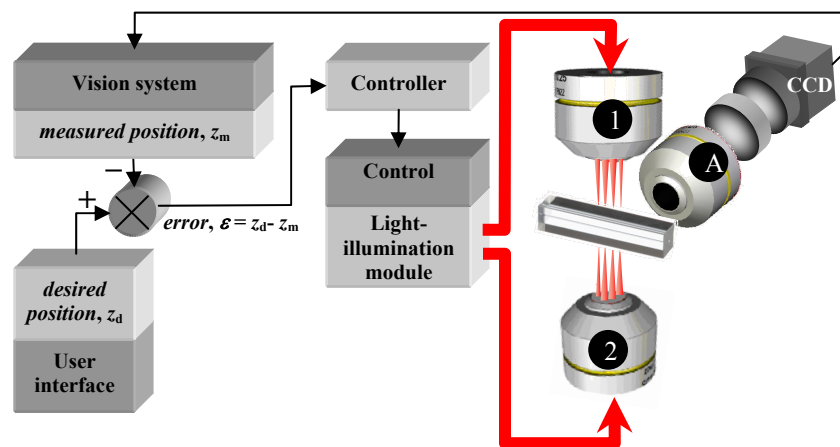 Vision system
measured position, zm
−
+
error, ε = zd- zm
desired
position, zd
User
interface
Controller
Control
Light-
illumination
module
1
2
A
CCD